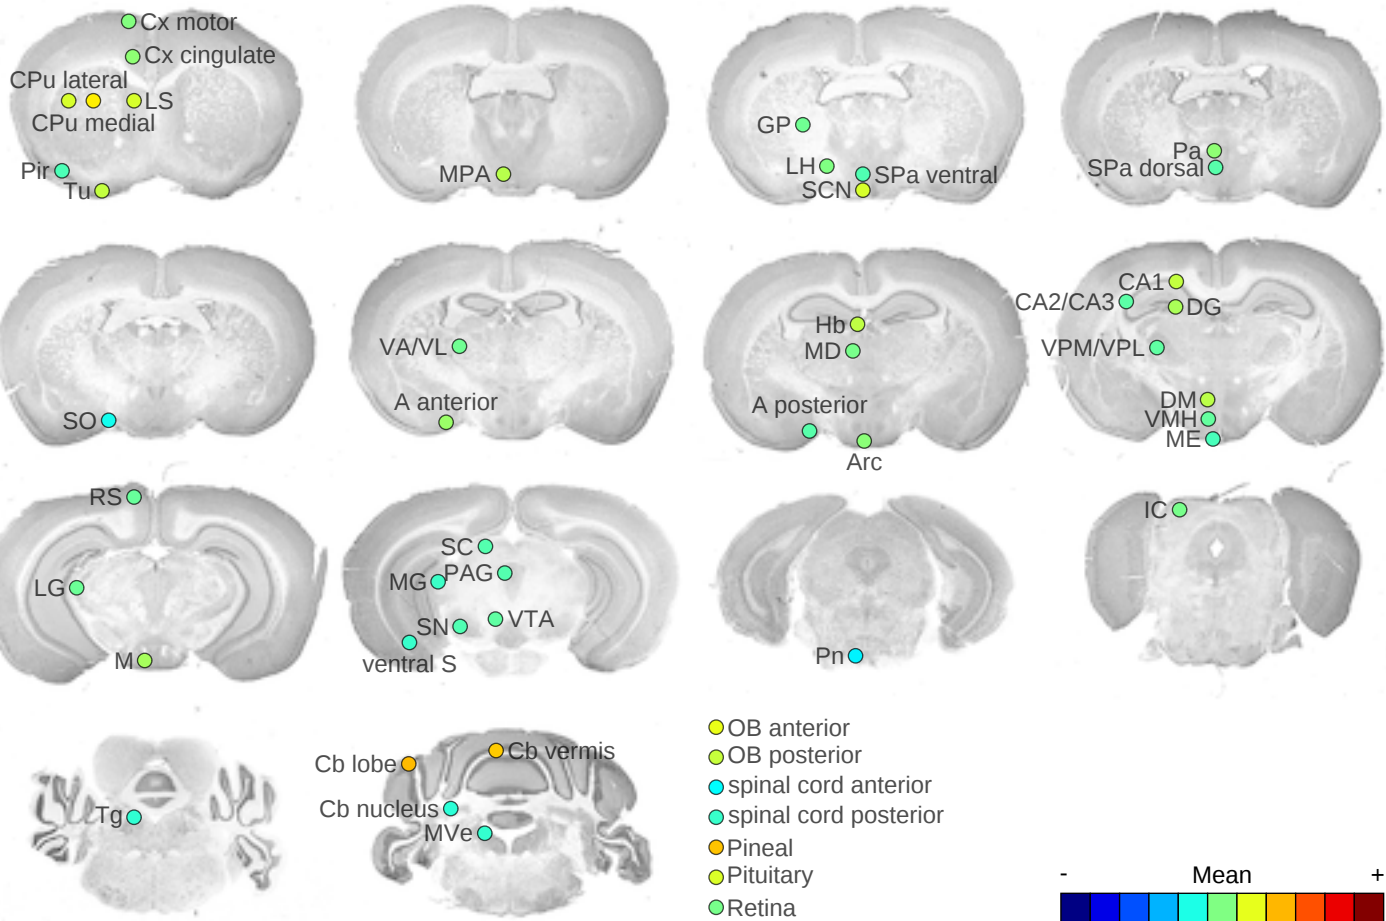 Cx motor
Cx cingulate
CPu lateral
LS
CPu medial
Pir
Tu
MPA
GP
LH
SPa ventral
SCN
Pa
SPa dorsal
SO
VA/VL
A anterior
Hb
MD
A posterior
Arc
CA1
CA2/CA3
DG
VPM/VPL
DM
VMH
ME
RS
LG
M
SC
MG
PAG
SN
VTA
ventral S
Pn
IC
Tg
Cb lobe
Cb vermis
Cb nucleus
MVe
OB anterior
OB posterior
spinal cord anterior
spinal cord posterior
Pineal
Pituitary
Retina
- Mean +